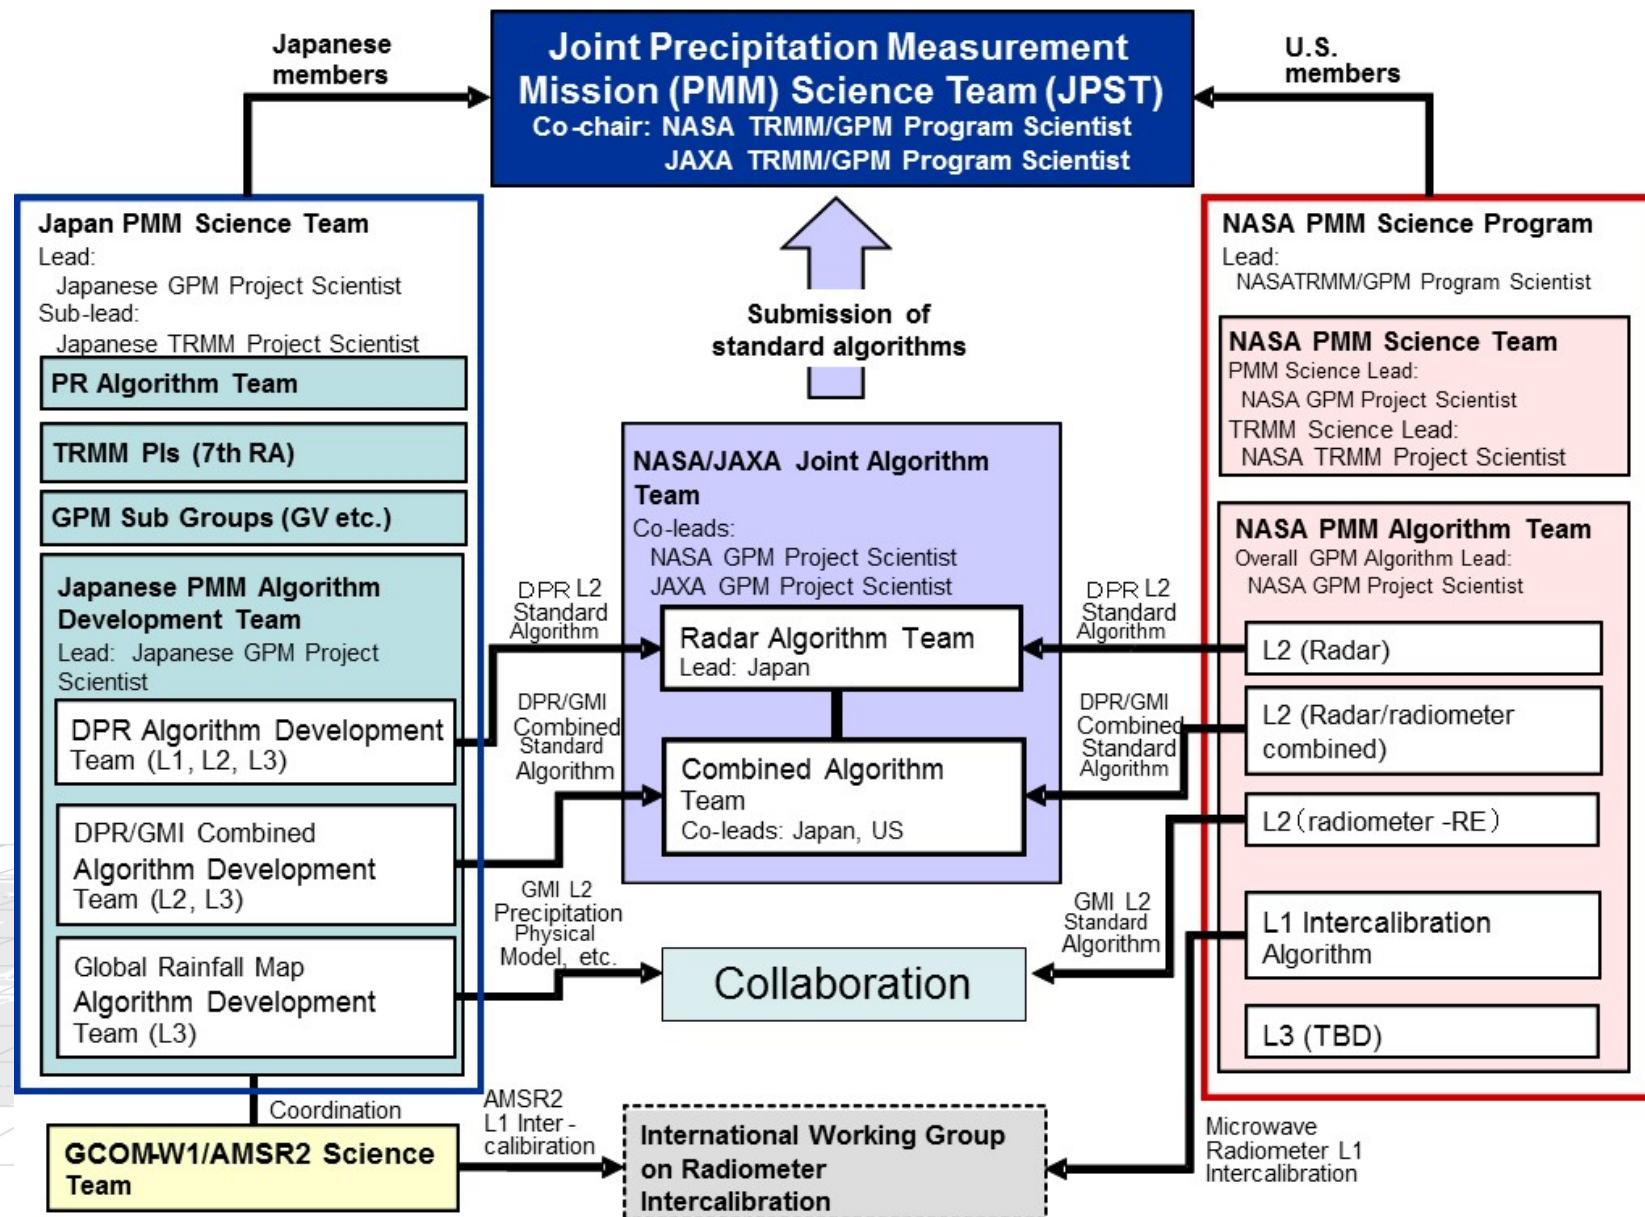 Japanese
members
Joint Precipitation Measurement
Mission (PMM) Science Team (JPST)
Co-chair: NASA TRMM/GPM Program Scientist
JAXA TRMM/GPM Program Scientist
U.S.
members
Japan PMM Science Team
Lead:
Japanese GPM Project Scientist
Sub-lead:
Japanese TRMM Project Scientist
PR Algorithm Team
TRMM PIs (7th RA)
GPM Sub Groups (GV etc.)
Japanese PMM Algorithm
Development Team
Lead: Japanese GPM Project
Scientist
DPR Algorithm Development
Team (L1, L2, L3)
DPR/GMI Combined
Algorithm Development
Team (L2, L3)
Global Rainfall Map
Algorithm Development
Team (L3)
Coordination
GCOM-W1/AMSR2 Science
Team
Submission of
standard algorithms
NASA/JAXA Joint Algorithm
Team
Co-leads:
NASA GPM Project Scientist
JAXA GPM Project Scientist
Radar Algorithm Team
Lead: Japan
Combined Algorithm
Team
Co-leads: Japan, US
DPR L2
Standard
Algorithm
DPR/GMI
Combined
Standard
Algorithm
GMI L2
Precipitation
Physical
Model, etc.
Collaboration
AMSR2
L1 Inter-
calibiration
International Working Group
on Radiometer
Intercalibration
DPR L2
Standard
Algorithm
DPR/GMI
Combined
Standard
Algorithm
GMI L2
Standard
Algorithm
Microwave
Radiometer L1
Intercalibration
NASA PMM Science Program
Lead:
NASATRMM/GPM Program Scientist
NASA PMM Science Team
PMM Science Lead:
NASA GPM Project Scientist
TRMM Science Lead:
NASA TRMM Project Scientist
NASA PMM Algorithm Team
Overall GPM Algorithm Lead:
NASA GPM Project Scientist
L2 (Radar)
L2 (Radar/radiometer
combined)
L2（radiometer -RE）
L1 Intercalibration
Algorithm
L3 (TBD)